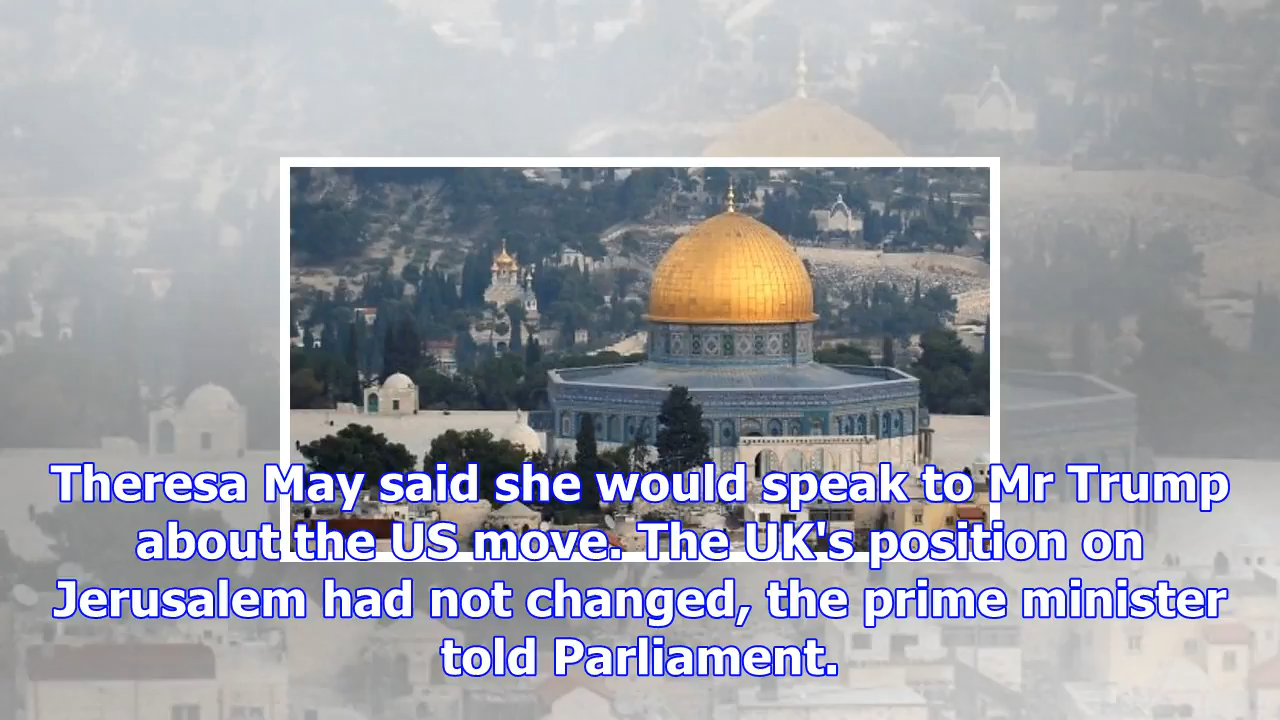 Theresa May said she would speak to Mr Trump
about the US move. The UK's position on
Jerusalem had not changed, the prime minister
told Parliament.